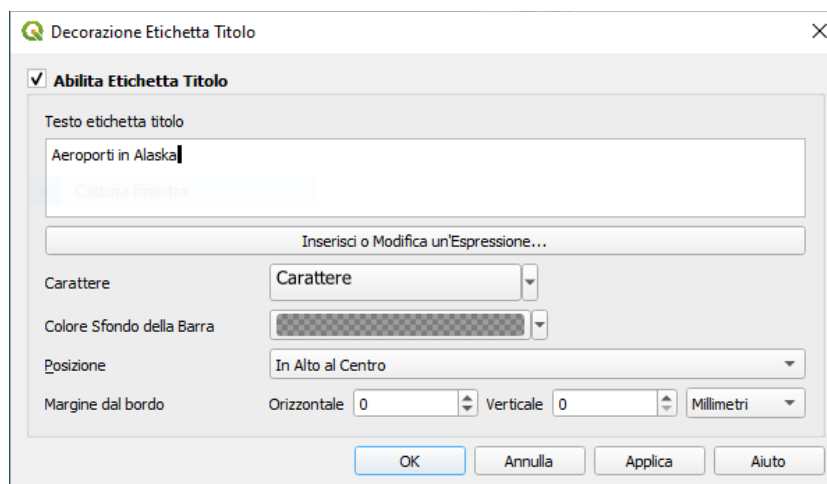 Decorazione Etichetta Titolo
Abilita Etichetta Titolo
Testo etichetta titolo
Aeroporti in Alaska
Cattura finestra
Inserisci o Modifica un'Espressione...
Carattere Carattere
Colore Sfondo della Barra
Posizione In Alto al Centro
Margine dal bordo Orizzontale 0 Verticale 0 Millimetri
OK Annulla Applica Aiuto